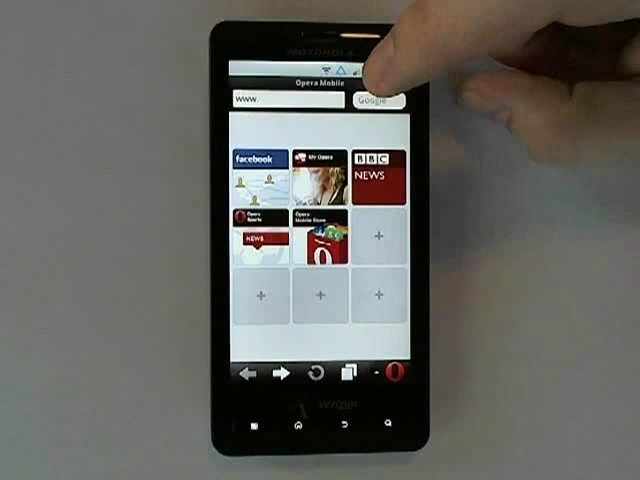 MOTOROLA
Opera Mobile
www.
Google
facebook
My Opera
BBC
NEWS
Opera
Sports
NEWS
Opera
Mobile Store
verizon